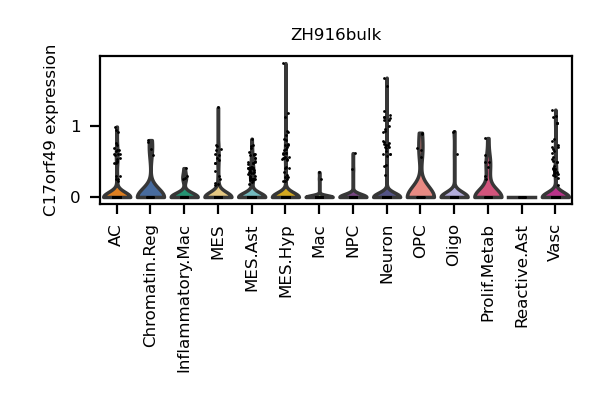 ZH916bulk
C17orf49 expression
1
0
AC
Chromatin.Reg
Inflammatory.Mac
MES
MES.Ast
MES.Hyp
Mac
NPC
Neuron
OPC
Oligo
Prolif.Metab
Reactive.Ast
Vasc